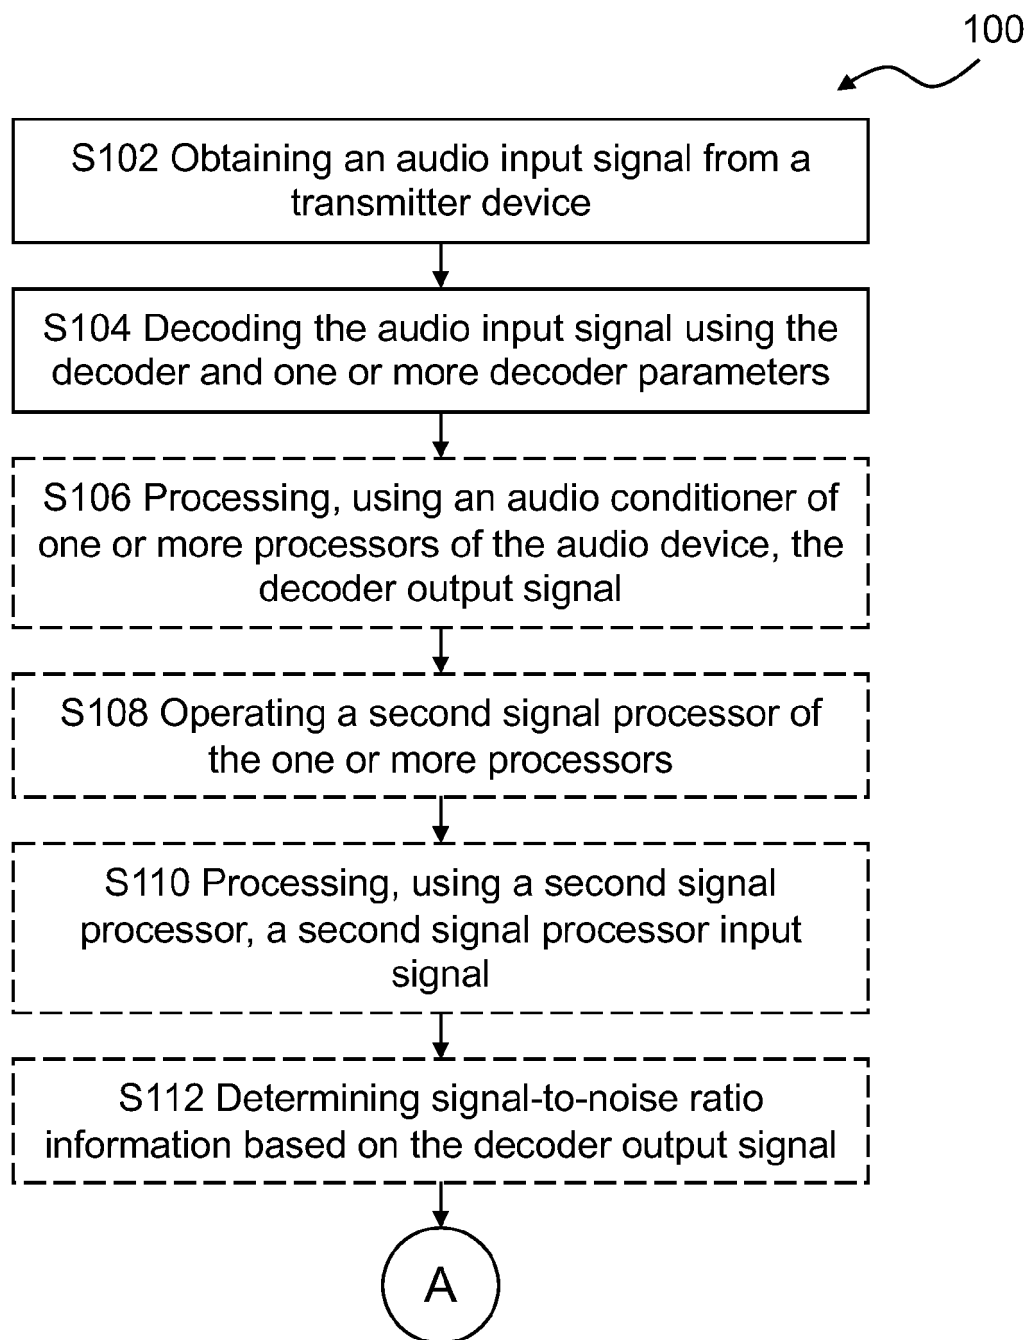 100
S102 Obtaining an audio input signal from a
transmitter device
S104 Decoding the audio input signal using the
decoder and one or more decoder parameters
S106 Processing, using an audio conditioner of
one or more processors of the audio device, the
decoder output signal
S108 Operating a second signal processor of
the one or more processors
S110 Processing, using a second signal
processor, a second signal processor input
signal
S112 Determining signal-to-noise ratio
information based on the decoder output signal
A